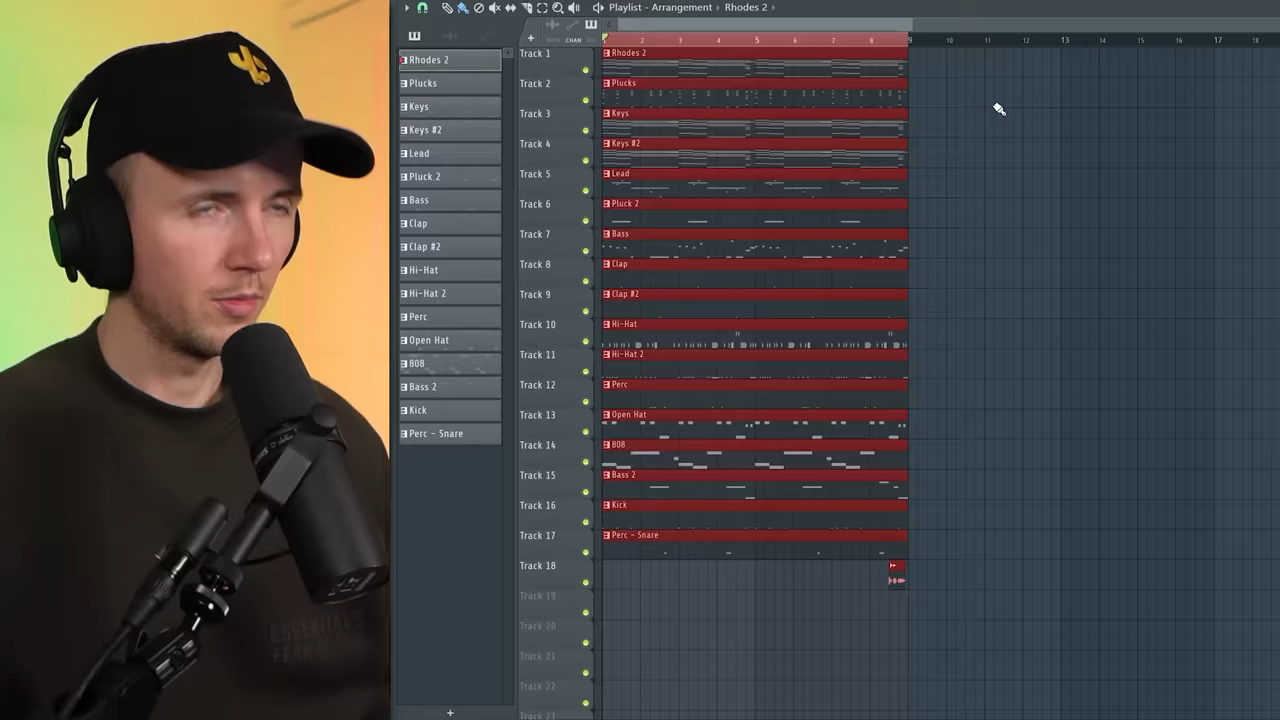 Playlist - Arrangement › Rhodes 2 ›
CHAN
2 3 4 5 6 7 8 9 10 11 12 13 14 15 16 17 18
Rhodes 2
Plucks
Keys
Keys #2
Lead
Pluck 2
Bass
Clap
Clap #2
Hi-Hat
Hi-Hat 2
Perc
Open Hat
808
Bass 2
Kick
Perc - Snare
Track 1 Rhodes 2
Track 2 Plucks
Track 3 Keys
Track 4 Keys #2
Track 5 Lead
Track 6 Pluck 2
Track 7 Bass
Track 8 Clap
Track 9 Clap #2
Track 10 Hi-Hat
Track 11 Hi-Hat 2
Track 12 Perc
Track 13 Open Hat
Track 14 808
Track 15 Bass 2
Track 16 Kick
Track 17 Perc - Snare
Track 18
Track 19
Track 20
Track 21
Track 22
Track 23
ESSENTIALS
FEAR